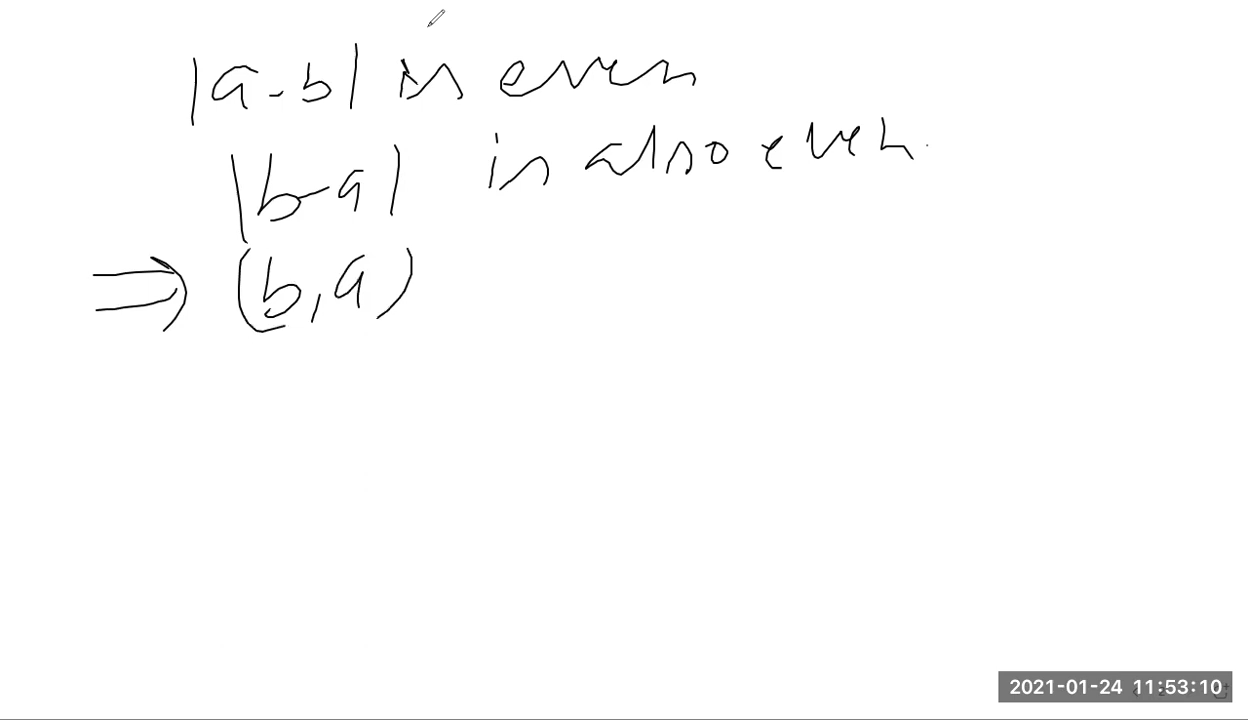 |a-b| is even
|b-a| is also even.
⇒ (b,a)
2021-01-24 11:53:10